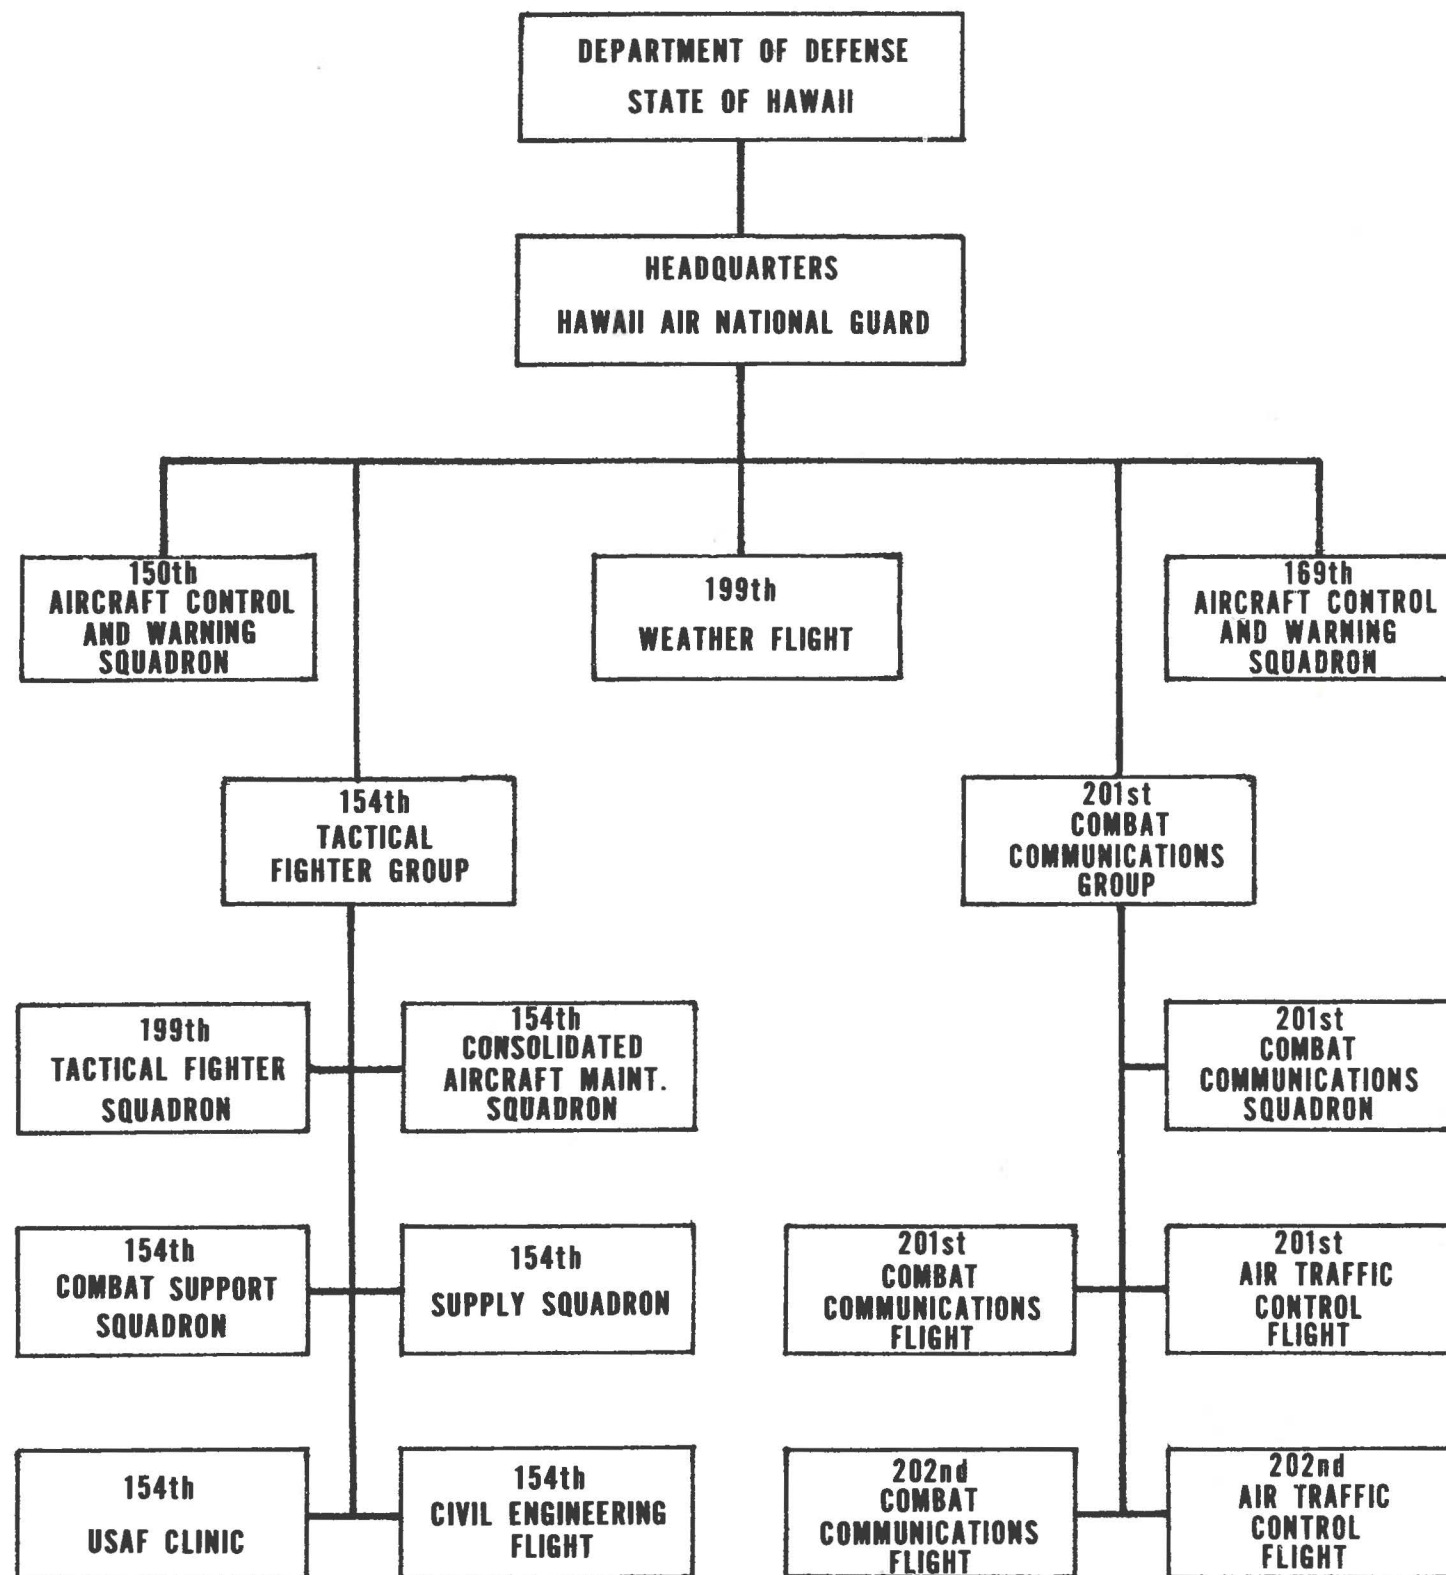 DEPARTMENT OF DEFENSE
STATE OF HAWAII
HEADQUARTERS
HAWAII AIR NATIONAL GUARD
150th
AIRCRAFT CONTROL
AND WARNING
SQUADRON
199th
WEATHER FLIGHT
169th
AIRCRAFT CONTROL
AND WARNING
SQUADRON
154th
TACTICAL
FIGHTER GROUP
201st
COMBAT
COMMUNICATIONS
GROUP
199th
TACTICAL FIGHTER
SQUADRON
154th
CONSOLIDATED
AIRCRAFT MAINT.
SQUADRON
201st
COMBAT
COMMUNICATIONS
SQUADRON
154th
COMBAT SUPPORT
SQUADRON
154th
SUPPLY SQUADRON
201st
COMBAT
COMMUNICATIONS
FLIGHT
201st
AIR TRAFFIC
CONTROL
FLIGHT
154th
USAF CLINIC
154th
CIVIL ENGINEERING
FLIGHT
202nd
COMBAT
COMMUNICATIONS
FLIGHT
202nd
AIR TRAFFIC
CONTROL
FLIGHT